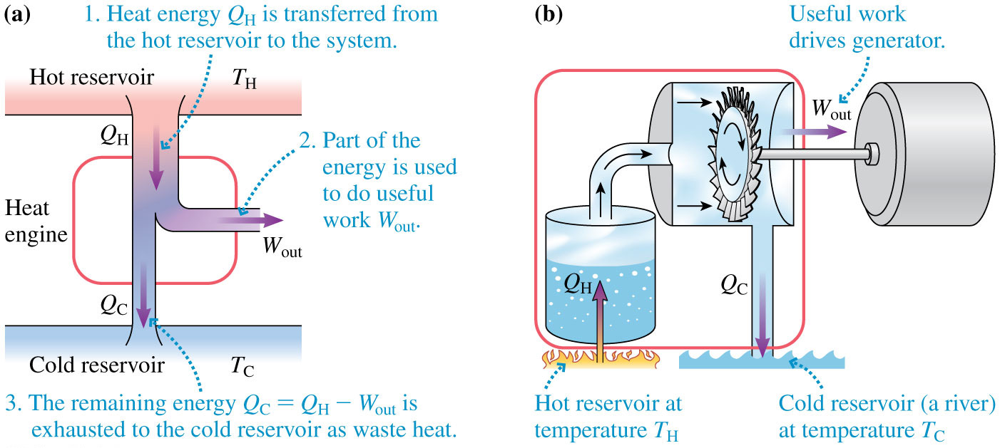 (a)
1. Heat energy QH is transferred from
the hot reservoir to the system.
Hot reservoir TH
QH
2. Part of the
energy is used
to do useful
work Wout.
Heat
engine
Wout
QC
Cold reservoir TC
3. The remaining energy QC = QH − Wout is
exhausted to the cold reservoir as waste heat.
(b)
Useful work
drives generator.
Wout
QH
QC
Hot reservoir at
temperature TH
Cold reservoir (a river)
at temperature TC